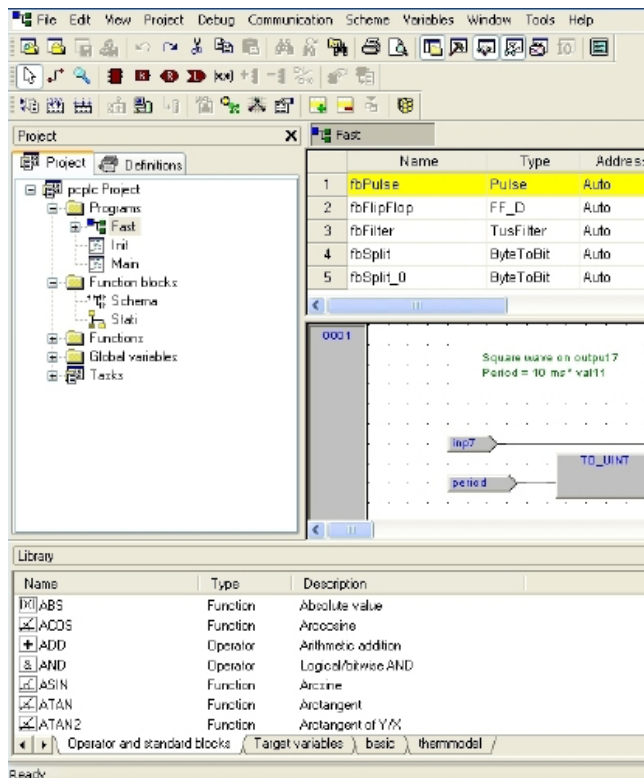 File Edit View Project Debug Communication Scheme Variables Window Tools Help
Project X
Fast
Project Definitions
pcplc Project
Programs
Fast
Init
Main
Function blocks
Schema
Stati
Functions
Global variables
Tasks
Name Type Address
1 fbPulse Pulse Auto
2 fbFlipFlop FF_D Auto
3 fbFilter TusFilter Auto
4 fbSplit ByteToBit Auto
5 fbSplit_0 ByteToBit Auto
0001
Square wave on output7
Period = 10 ms * val11
inp7
TO_UINT
period
Library
Name Type Description
ABS Function Absolute value
ACOS Function Arccosine
ADD Operator Arithmetic addition
AND Operator Logical/bitwise AND
ASIN Function Arcsine
ATAN Function Arctangent
ATAN2 Function Arctangent of Y/X
Operator and standard blocks Target variables basic thermmodel
Ready